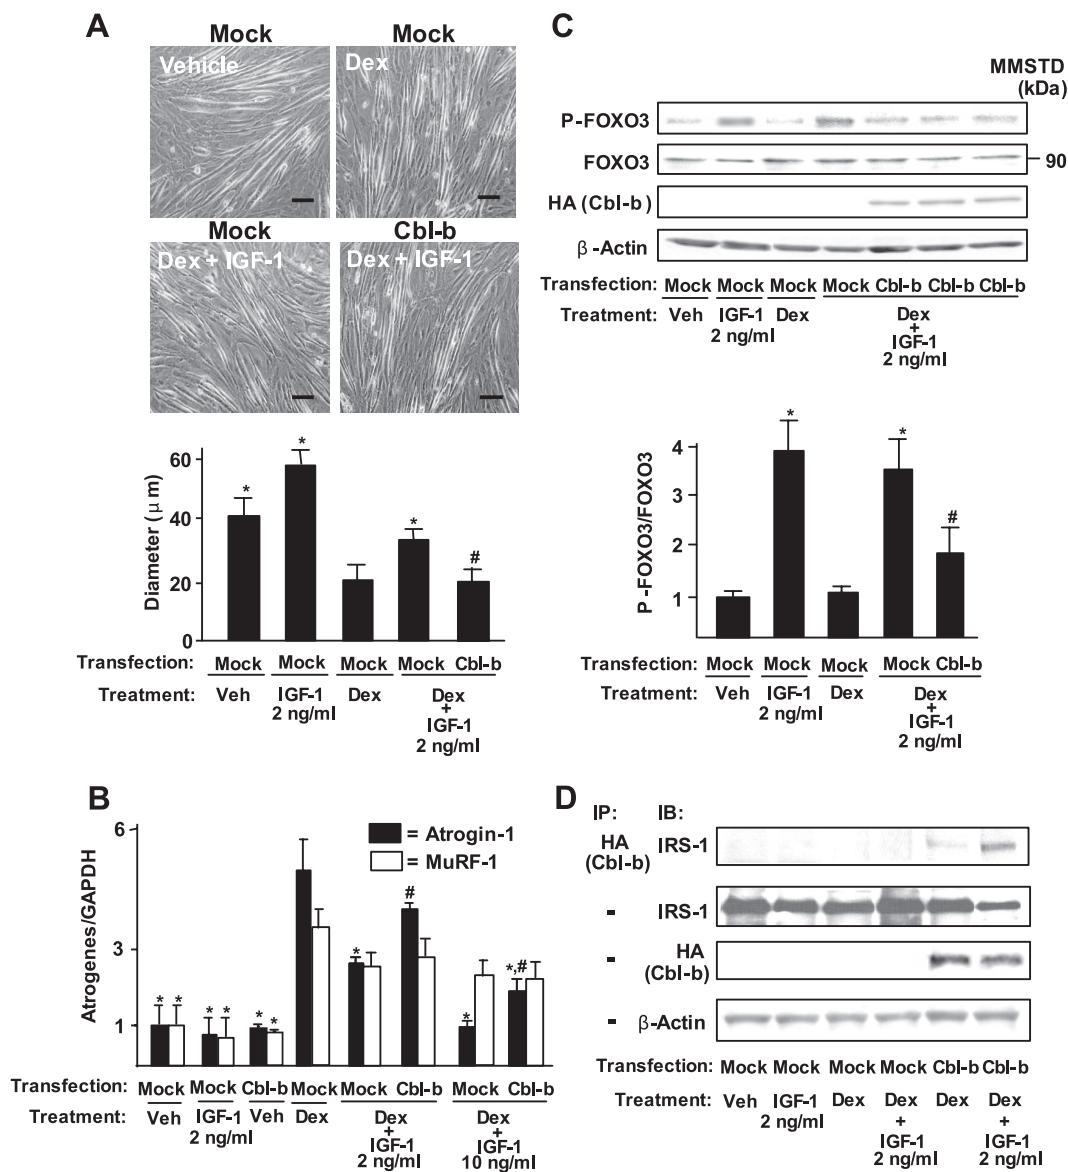 A
Mock
Mock
Vehicle
Dex
Mock
Cbl-b
Dex + IGF-1
Dex + IGF-1
Diameter (μm)
60
40
20
0
*
*
*
#
Transfection: Mock Mock Mock Mock Cbl-b
Treatment: Veh IGF-1 Dex Dex
2 ng/ml
+
IGF-1
2 ng/ml
B
Atrogenes/GAPDH
6
3
1
= Atrogin-1
= MuRF-1
* * * * * * * # * *,#
Transfection: Mock Mock Cbl-b Mock Mock Cbl-b Mock Cbl-b
Treatment: Veh IGF-1 Veh Dex Dex Dex
2 ng/ml
+ +
IGF-1 IGF-1
2 ng/ml 10 ng/ml
C
MMSTD
(kDa)
P-FOXO3
FOXO3
90
HA (Cbl-b)
β-Actin
Transfection: Mock Mock Mock Mock Cbl-b Cbl-b Cbl-b
Treatment: Veh IGF-1 Dex Dex
2 ng/ml
+
IGF-1
2 ng/ml
P-FOXO3/FOXO3
4
3
2
1
*
*
#
Transfection: Mock Mock Mock Mock Cbl-b
Treatment: Veh IGF-1 Dex Dex
2 ng/ml
+
IGF-1
2 ng/ml
D
IP: IB:
HA
(Cbl-b)
IRS-1
- IRS-1
- HA
(Cbl-b)
- β-Actin
Transfection: Mock Mock Mock Mock Cbl-b Cbl-b
Treatment: Veh IGF-1 Dex Dex Dex Dex
2 ng/ml
+ +
IGF-1 IGF-1
2 ng/ml 2 ng/ml